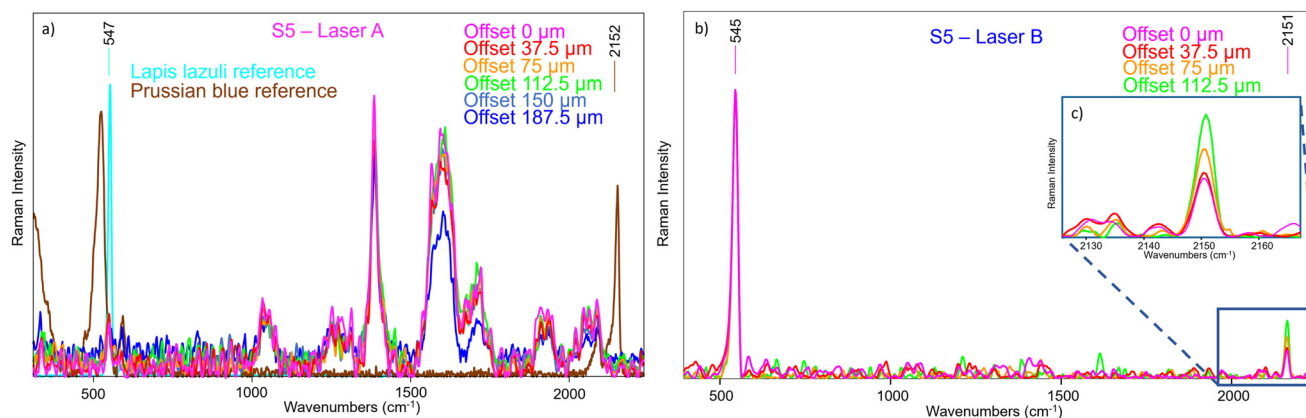 a)
547
S5 – Laser A
Lapis lazuli reference
Prussian blue reference
Offset 0 µm
Offset 37.5 µm
Offset 75 µm
Offset 112.5 µm
Offset 150 µm
Offset 187.5 µm
2152
Raman Intensity
500
1000
1500
2000
Wavenumbers (cm⁻¹)
b)
545
S5 – Laser B
Offset 0 µm
Offset 37.5 µm
Offset 75 µm
Offset 112.5 µm
2151
c)
Raman Intensity
2130
2140
2150
2160
Wavenumbers (cm⁻¹)
Raman Intensity
500
1000
1500
2000
Wavenumbers (cm⁻¹)